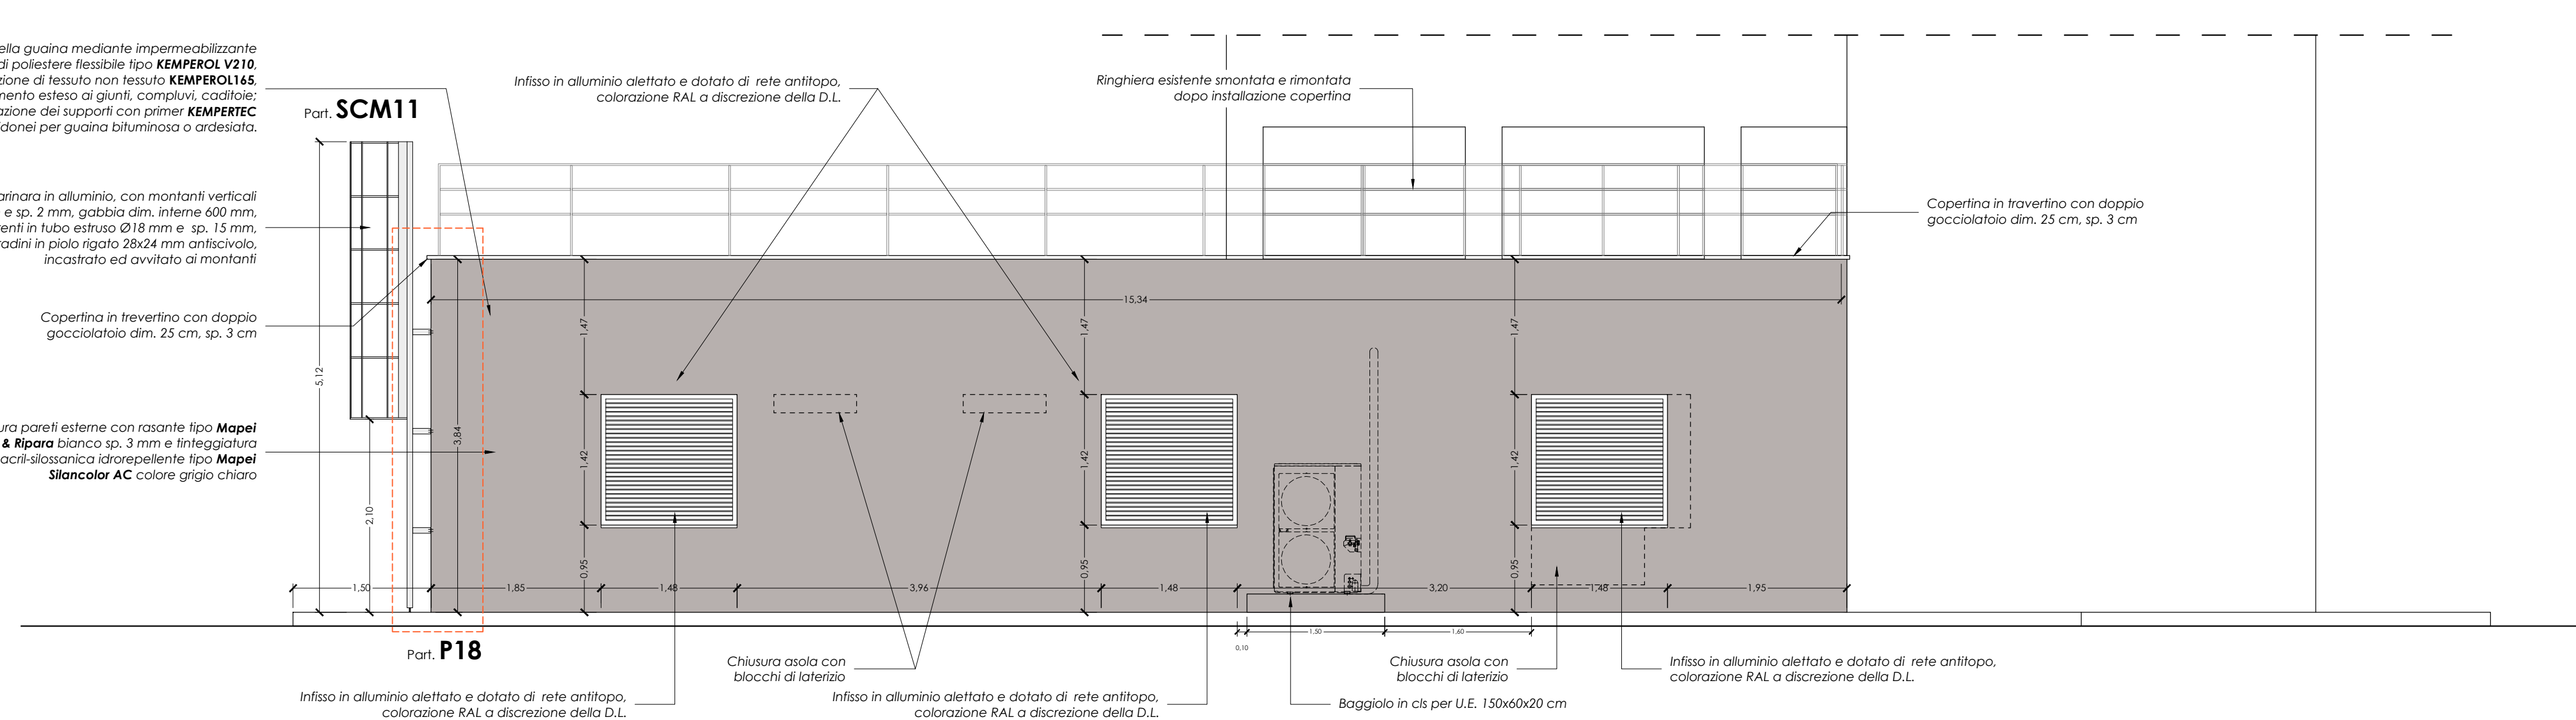 ella guaina mediante impermeabilizzante
di poliestere flessibile tipo KEMPEROL V210,
zione di tessuto non tessuto KEMPEROL165,
mento esteso ai giunti, compluvi, caditoie;
azione dei supporti con primer KEMPERTEC
idonei per guaina bituminosa o ardesiata.
Part. SCM11
Infisso in alluminio alettato e dotato di rete antitopo,
colorazione RAL a discrezione della D.L.
Ringhiera esistente smontata e rimontata
dopo installazione copertina
arinara in alluminio, con montanti verticali
e sp. 2 mm, gabbia dim. interne 600 mm,
enti in tubo estruso Ø18 mm e sp. 15 mm,
radini in piolo rigato 28x24 mm antiscivolo,
incastrato ed avvitato ai montanti
Copertina in travertino con doppio
gocciolatoio dim. 25 cm, sp. 3 cm
Copertina in trevertino con doppio
gocciolatoio dim. 25 cm, sp. 3 cm
ura pareti esterne con rasante tipo Mapei
& Ripara bianco sp. 3 mm e tinteggiatura
acril-silossanica idrorepellente tipo Mapei
Silancolor AC colore grigio chiaro
15,34
1,47
1,47
1,47
5,12
3,84
1,42
1,42
1,42
2,10
0,95
0,95
0,95
1,50
1,85
1,48
3,96
1,48
3,20
1,48
1,95
1,50
1,60
0,10
Part. P18
Chiusura asola con
blocchi di laterizio
Chiusura asola con
blocchi di laterizio
Infisso in alluminio alettato e dotato di rete antitopo,
colorazione RAL a discrezione della D.L.
Infisso in alluminio alettato e dotato di rete antitopo,
colorazione RAL a discrezione della D.L.
Infisso in alluminio alettato e dotato di rete antitopo,
colorazione RAL a discrezione della D.L.
Baggiolo in cls per U.E. 150x60x20 cm